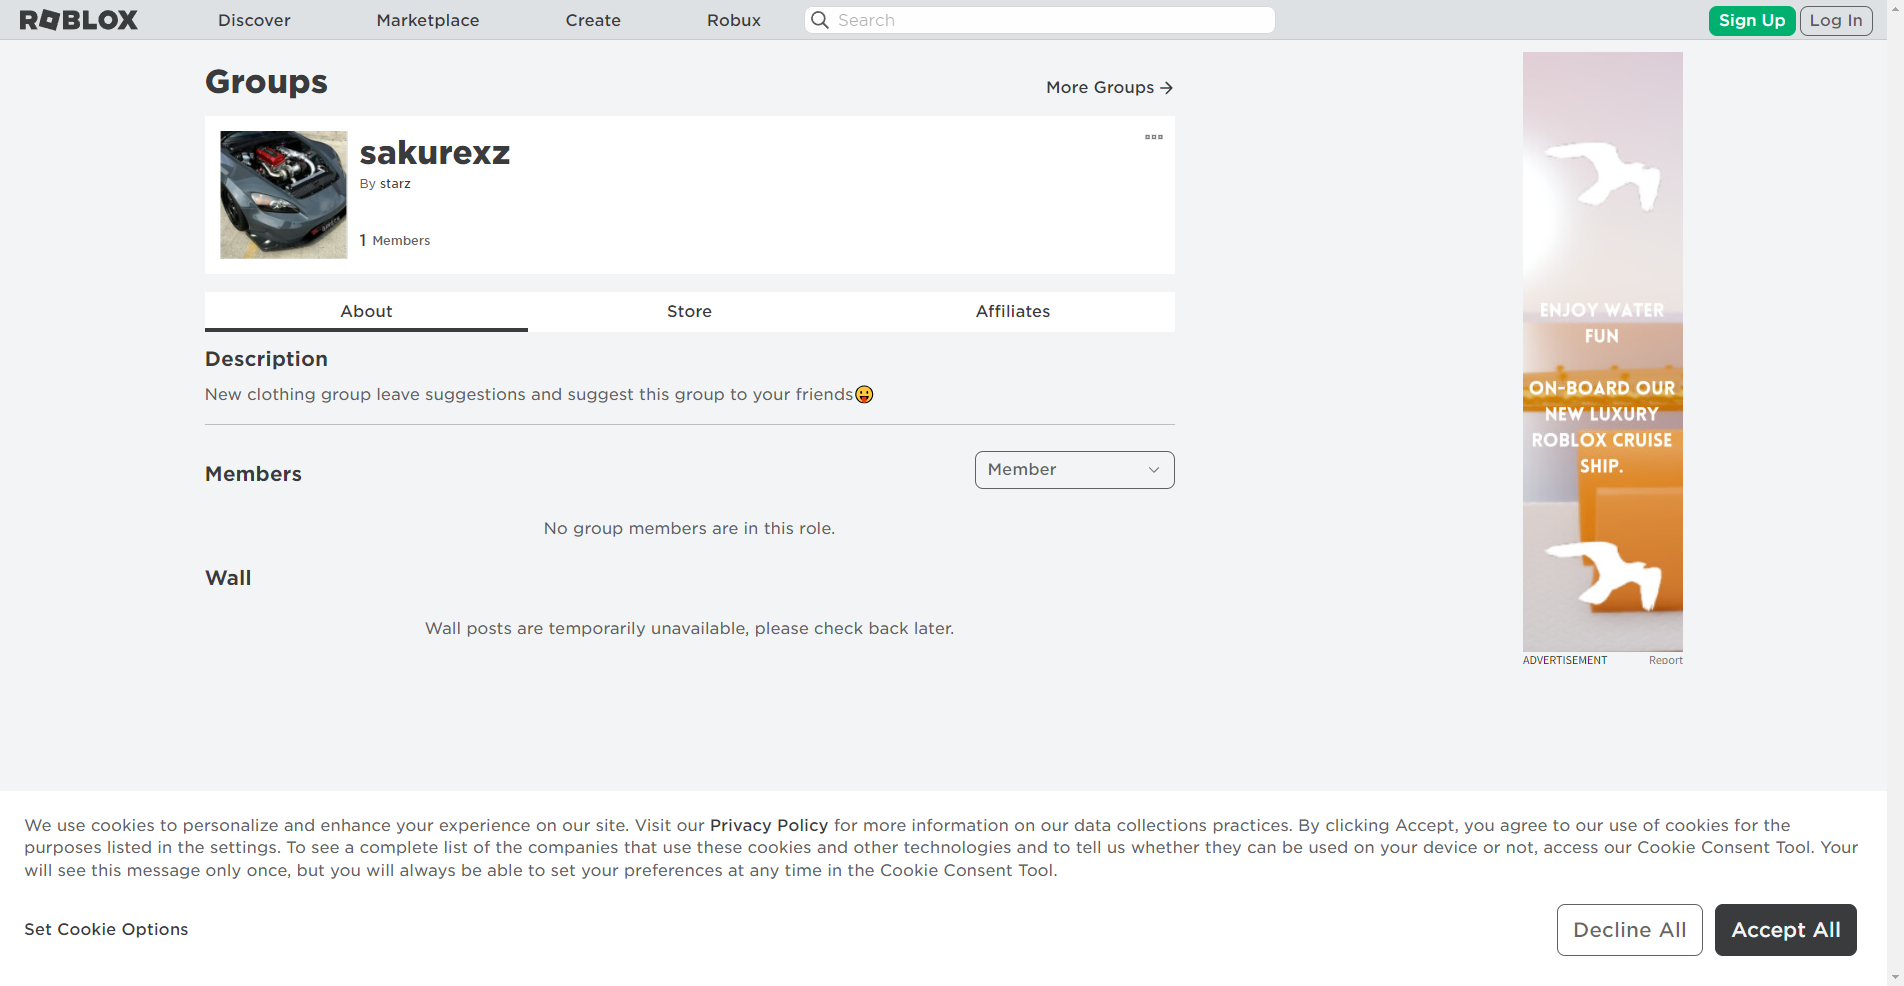 ROBLOX
Discover
Marketplace
Create
Robux
Search
Sign Up
Log In
Groups
More Groups
sakurexz
By starz
1 Members
About
Store
Affiliates
Description
New clothing group leave suggestions and suggest this group to your friends😛
Members
Member
No group members are in this role.
Wall
Wall posts are temporarily unavailable, please check back later.
ENJOY WATER
FUN
ON-BOARD OUR
NEW LUXURY
ROBLOX CRUISE
SHIP.
ADVERTISEMENT
Report
We use cookies to personalize and enhance your experience on our site. Visit our Privacy Policy for more information on our data collections practices. By clicking Accept, you agree to our use of cookies for the
purposes listed in the settings. To see a complete list of the companies that use these cookies and other technologies and to tell us whether they can be used on your device or not, access our Cookie Consent Tool. Your
will see this message only once, but you will always be able to set your preferences at any time in the Cookie Consent Tool.
Set Cookie Options
Decline All
Accept All